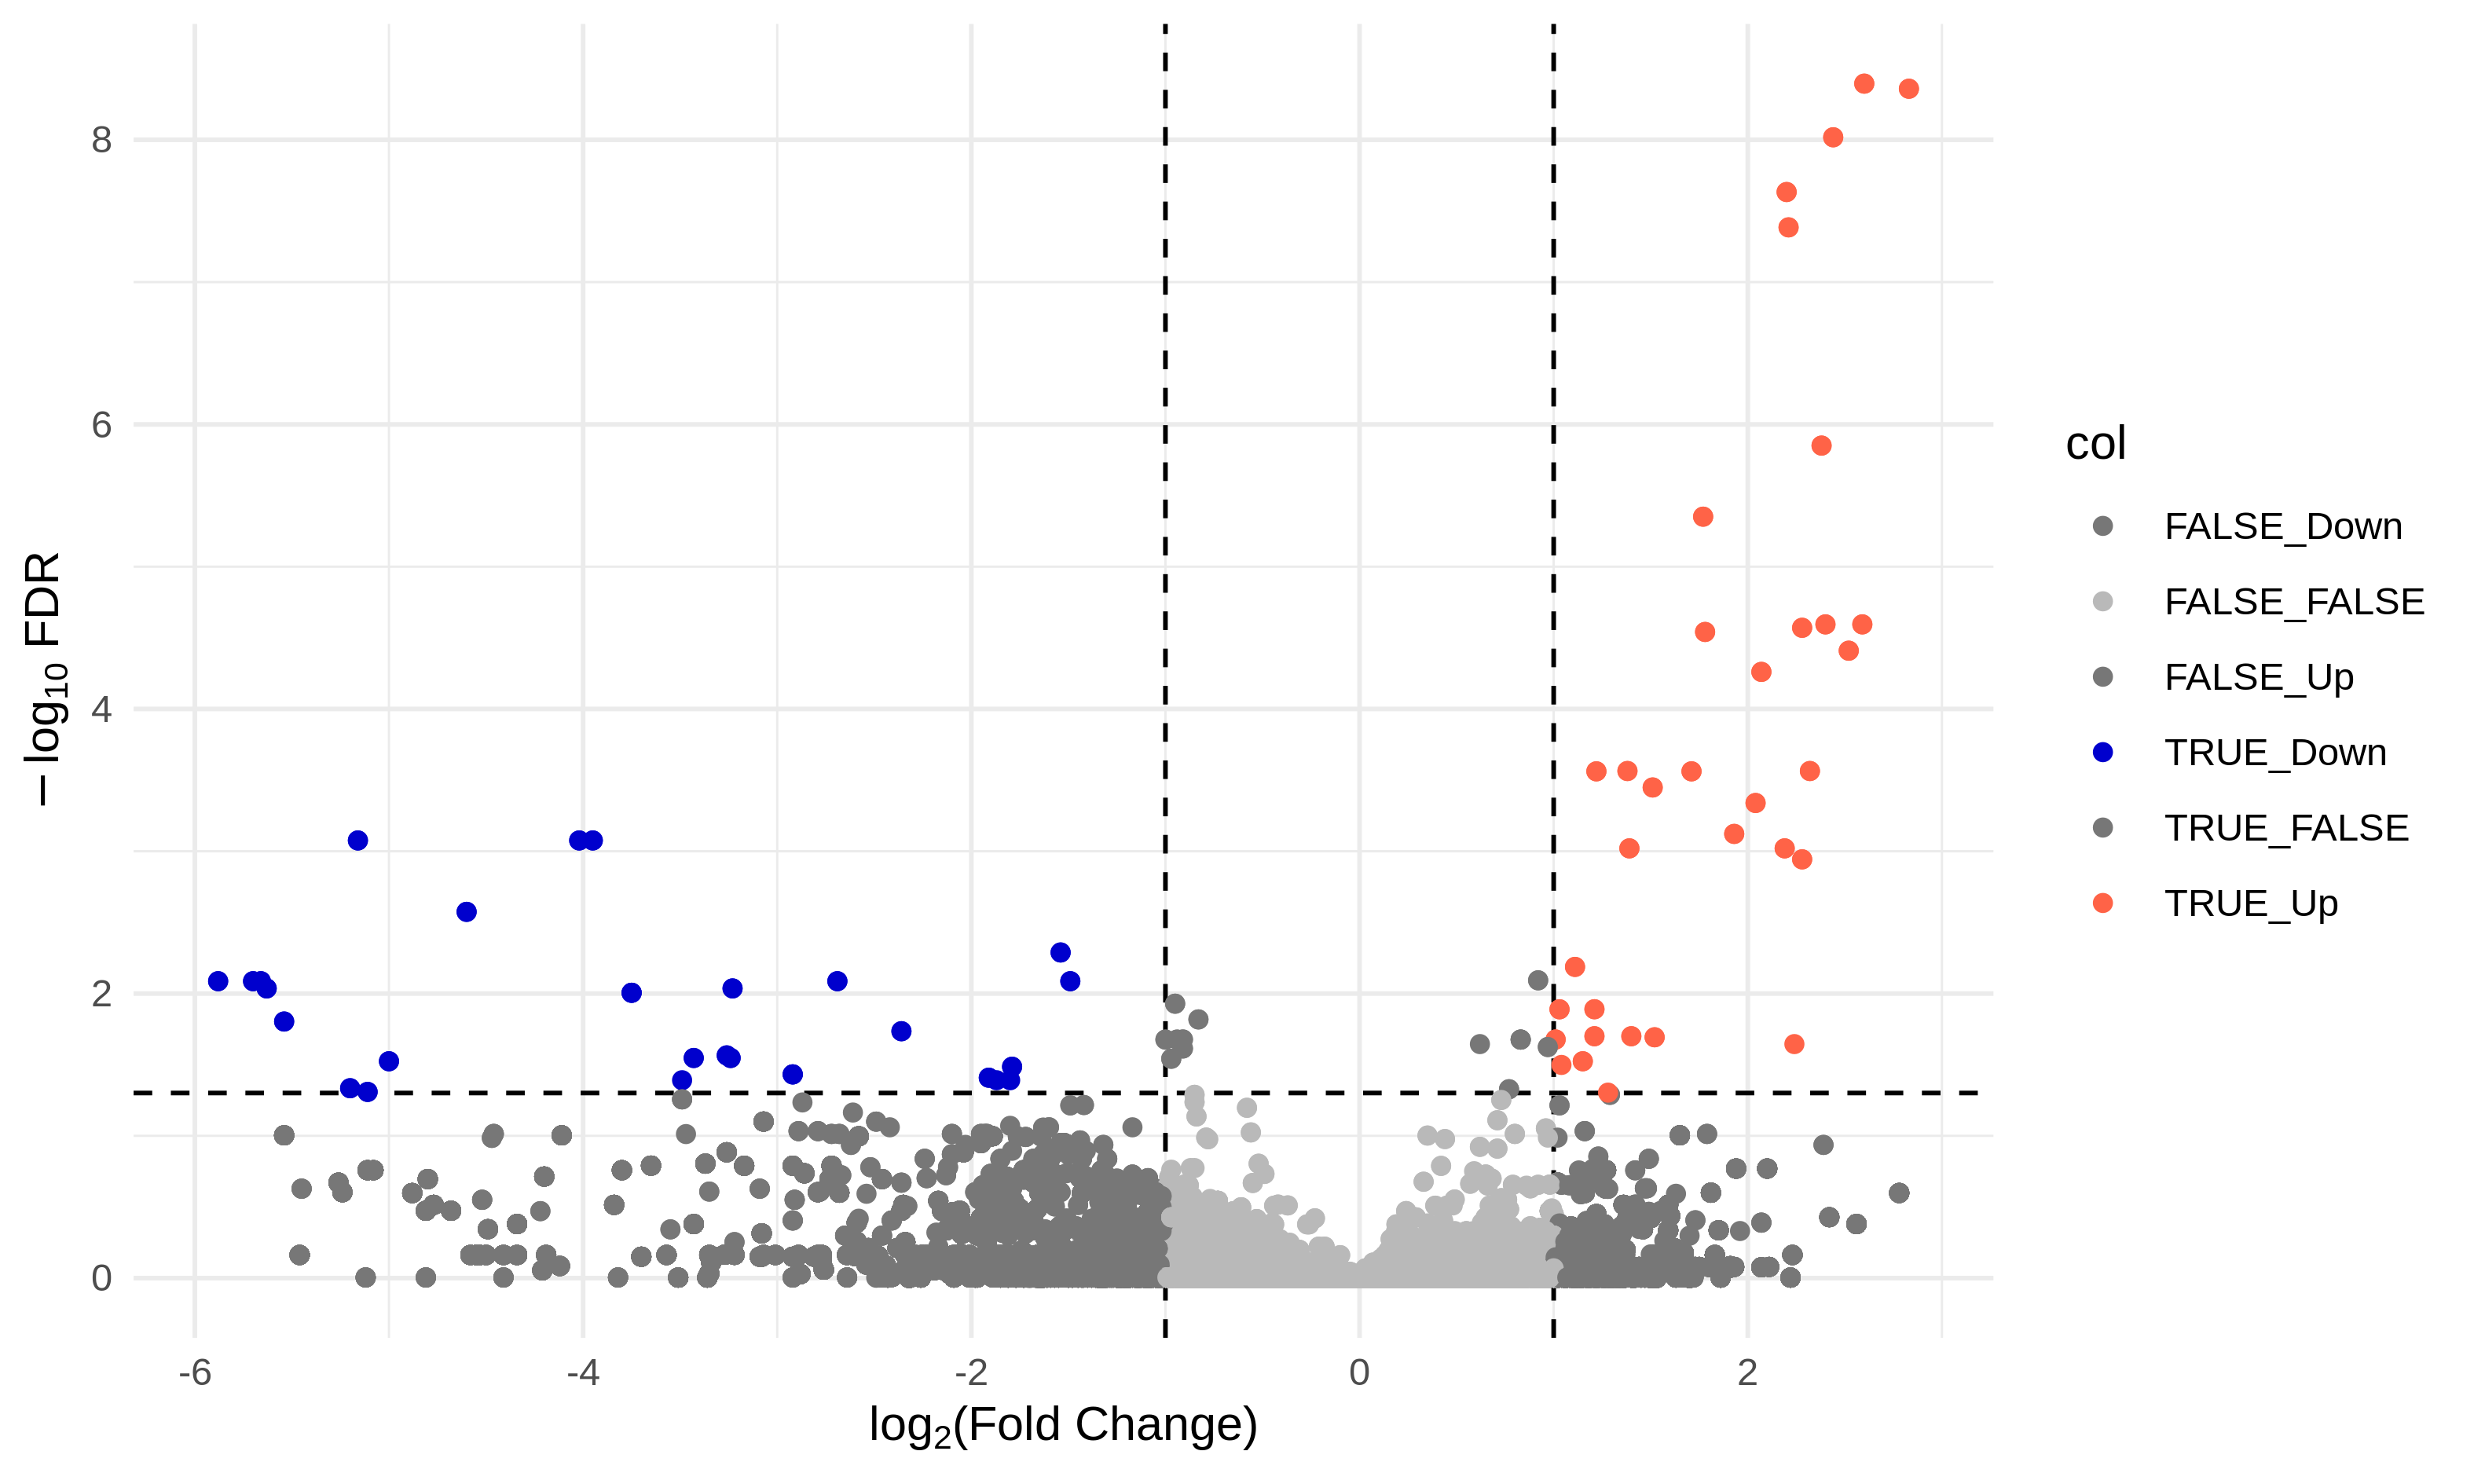 8
6
4
2
0
-6 -4 -2 0 2
− log₁₀ FDR
log₂(Fold Change)
col
FALSE_Down
FALSE_FALSE
FALSE_Up
TRUE_Down
TRUE_FALSE
TRUE_Up